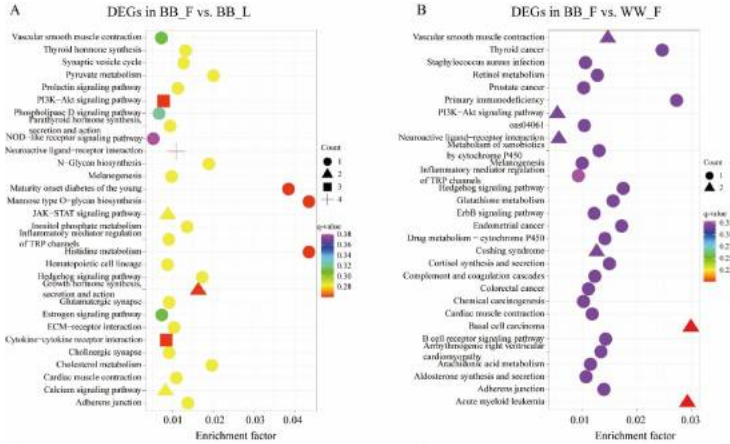 A
DEGs in BB_F vs. BB_L
Vascular smooth muscle contraction
Thyroid hormone synthesis
Synaptic vesicle cycle
Pyruvate metabolism
Prolactin signaling pathway
PI3K-Akt signaling pathway
Phospholipase D signaling pathway
Parathyroid hormone synthesis,
secretion and action
NOD-like receptor signaling pathway
Neuroactive ligand-receptor interaction
N-Glycan biosynthesis
Melanogenesis
Maturity onset diabetes of the young
Mannose type O-glycan biosynthesis
JAK-STAT signaling pathway
Inositol phosphate metabolism
Inflammatory mediator regulation
of TRP channels
Histidine metabolism
Hematopoietic cell lineage
Hedgehog signaling pathway
Growth hormone synthesis,
secretion and action
Glutamatergic synapse
Estrogen signaling pathway
ECM-receptor interaction
Cytokine-cytokine receptor interaction
Cholinergic synapse
Cholesterol metabolism
Cardiac muscle contraction
Calcium signaling pathway
Adherens junction
0.01 0.02 0.03 0.04
Enrichment factor
Count
1
2
3
4
q-value
0.38
0.36
0.34
0.32
0.30
0.28
B
DEGs in BB_F vs. WW_F
Vascular smooth muscle contraction
Thyroid cancer
Staphylococcus aureus infection
Retinol metabolism
Prostate cancer
Primary immunodeficiency
PI3K-Akt signaling pathway
oas04061
Neuroactive ligand-receptor interaction
Metabolism of xenobiotics
by cytochrome P450
Melanogenesis
Inflammatory mediator regulation
of TRP channels
Hedgehog signaling pathway
Glutathione metabolism
ErbB signaling pathway
Endometrial cancer
Drug metabolism - cytochrome P450
Cushing syndrome
Cortisol synthesis and secretion
Complement and coagulation cascades
Colorectal cancer
Chemical carcinogenesis
Cardiac muscle contraction
Basal cell carcinoma
B cell receptor signaling pathway
Arrhythmogenic right ventricular
cardiomyopathy
Arachidonic acid metabolism
Aldosterone synthesis and secretion
Adherens junction
Acute myeloid leukemia
0.01 0.02 0.03
Enrichment factor
Count
1
2
q-value